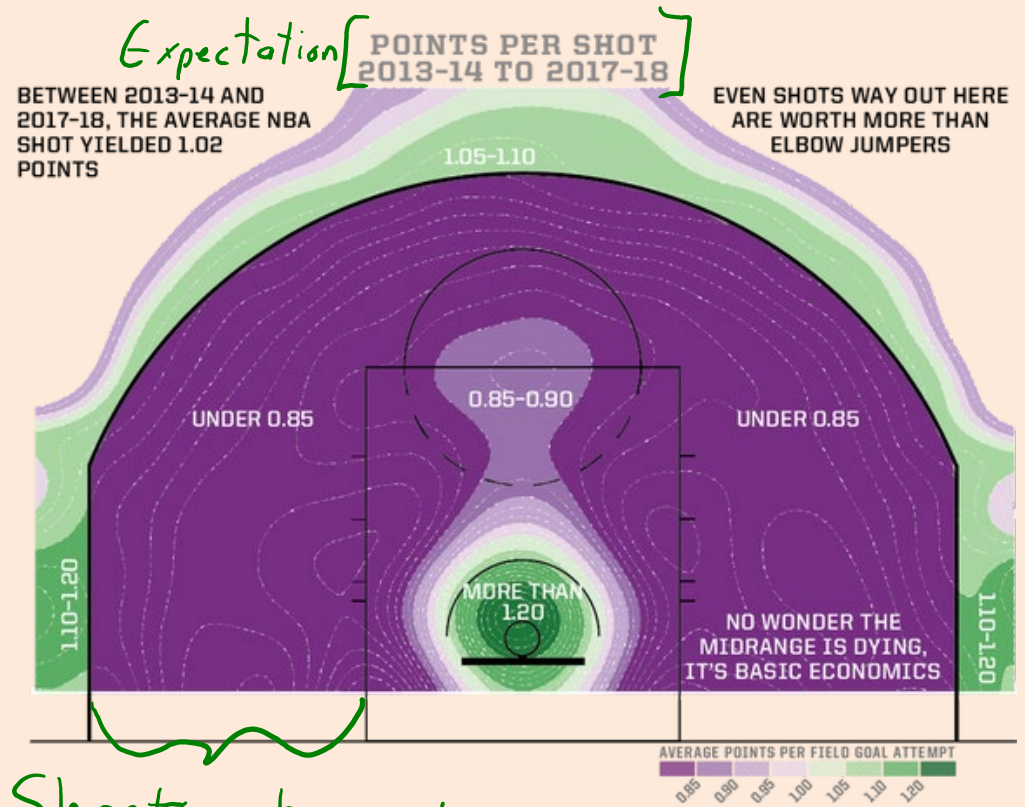 Expectation [POINTS PER SHOT
2013-14 TO 2017-18]
BETWEEN 2013-14 AND
2017-18, THE AVERAGE NBA
SHOT YIELDED 1.02
POINTS
EVEN SHOTS WAY OUT HERE
ARE WORTH MORE THAN
ELBOW JUMPERS
1.05-1.10
0.85-0.90
UNDER 0.85
UNDER 0.85
1.10-1.20
MORE THAN
1.20
1.10-1.20
NO WONDER THE
MIDRANGE IS DYING,
IT'S BASIC ECONOMICS
AVERAGE POINTS PER FIELD GOAL ATTEMPT
0.85 0.90 0.95 1.00 1.05 1.10 1.20